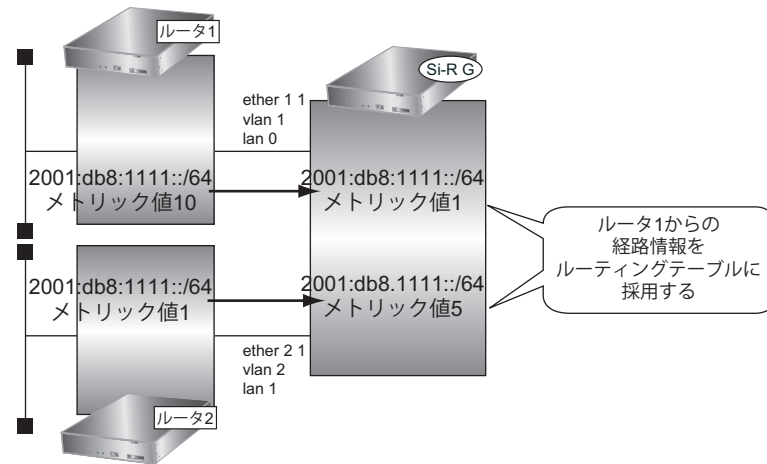 ルータ1
Si-R G
ether 1 1
vlan 1
lan 0
2001:db8:1111::/64
メトリック値10
2001:db8:1111::/64
メトリック値1
ルータ1からの
経路情報を
ルーティングテーブルに
採用する
2001:db8:1111::/64
メトリック値1
2001:db8.1111::/64
メトリック値5
ether 2 1
vlan 2
lan 1
ルータ2